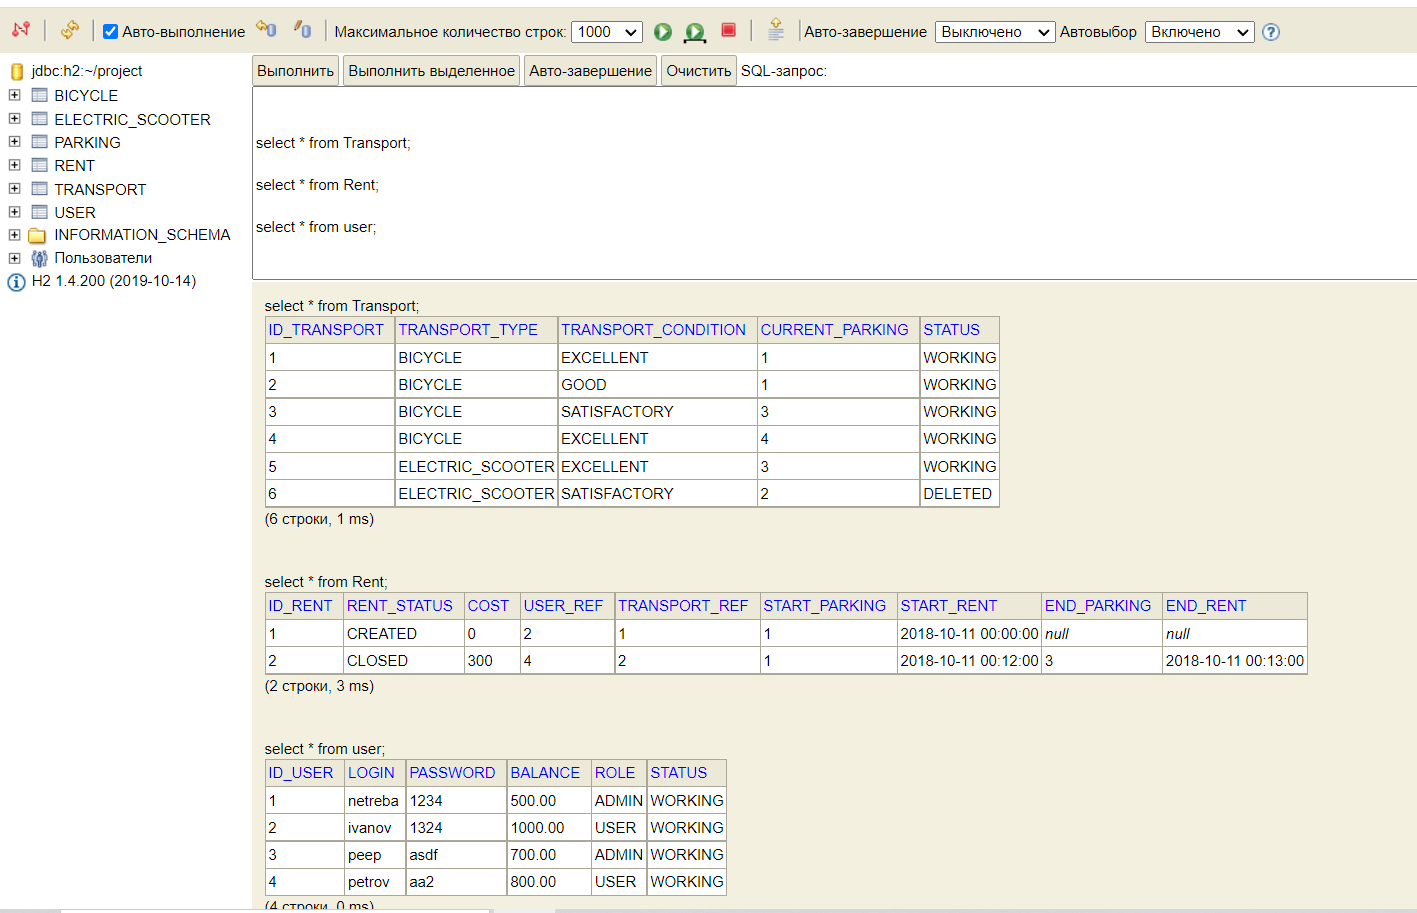 Авто-выполнение Максимальное количество строк: 1000 Авто-завершение Выключено Автовыбор Включено
jdbc:h2:~/project
BICYCLE
ELECTRIC_SCOOTER
PARKING
RENT
TRANSPORT
USER
INFORMATION_SCHEMA
Пользователи
H2 1.4.200 (2019-10-14)
Выполнить Выполнить выделенное Авто-завершение Очистить SQL-запрос:
select * from Transport;
select * from Rent;
select * from user;
select * from Transport;
ID_TRANSPORT TRANSPORT_TYPE TRANSPORT_CONDITION CURRENT_PARKING STATUS
1 BICYCLE EXCELLENT 1 WORKING
2 BICYCLE GOOD 1 WORKING
3 BICYCLE SATISFACTORY 3 WORKING
4 BICYCLE EXCELLENT 4 WORKING
5 ELECTRIC_SCOOTER EXCELLENT 3 WORKING
6 ELECTRIC_SCOOTER SATISFACTORY 2 DELETED
(6 строки, 1 ms)
select * from Rent;
ID_RENT RENT_STATUS COST USER_REF TRANSPORT_REF START_PARKING START_RENT END_PARKING END_RENT
1 CREATED 0 2 1 1 2018-10-11 00:00:00 null null
2 CLOSED 300 4 2 1 2018-10-11 00:12:00 3 2018-10-11 00:13:00
(2 строки, 3 ms)
select * from user;
ID_USER LOGIN PASSWORD BALANCE ROLE STATUS
1 netreba 1234 500.00 ADMIN WORKING
2 ivanov 1324 1000.00 USER WORKING
3 peep asdf 700.00 ADMIN WORKING
4 petrov aa2 800.00 USER WORKING
(4 строки, 0 ms)